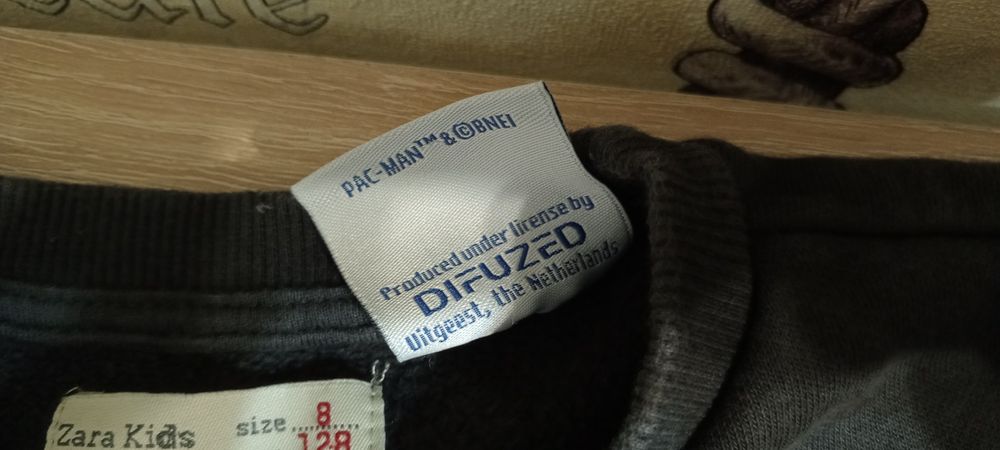 PAC-MAN™ & ©BNEI
Produced under license by
DIFUZED
Uitgeest, the Netherlands
Zara Kids
size 8
128